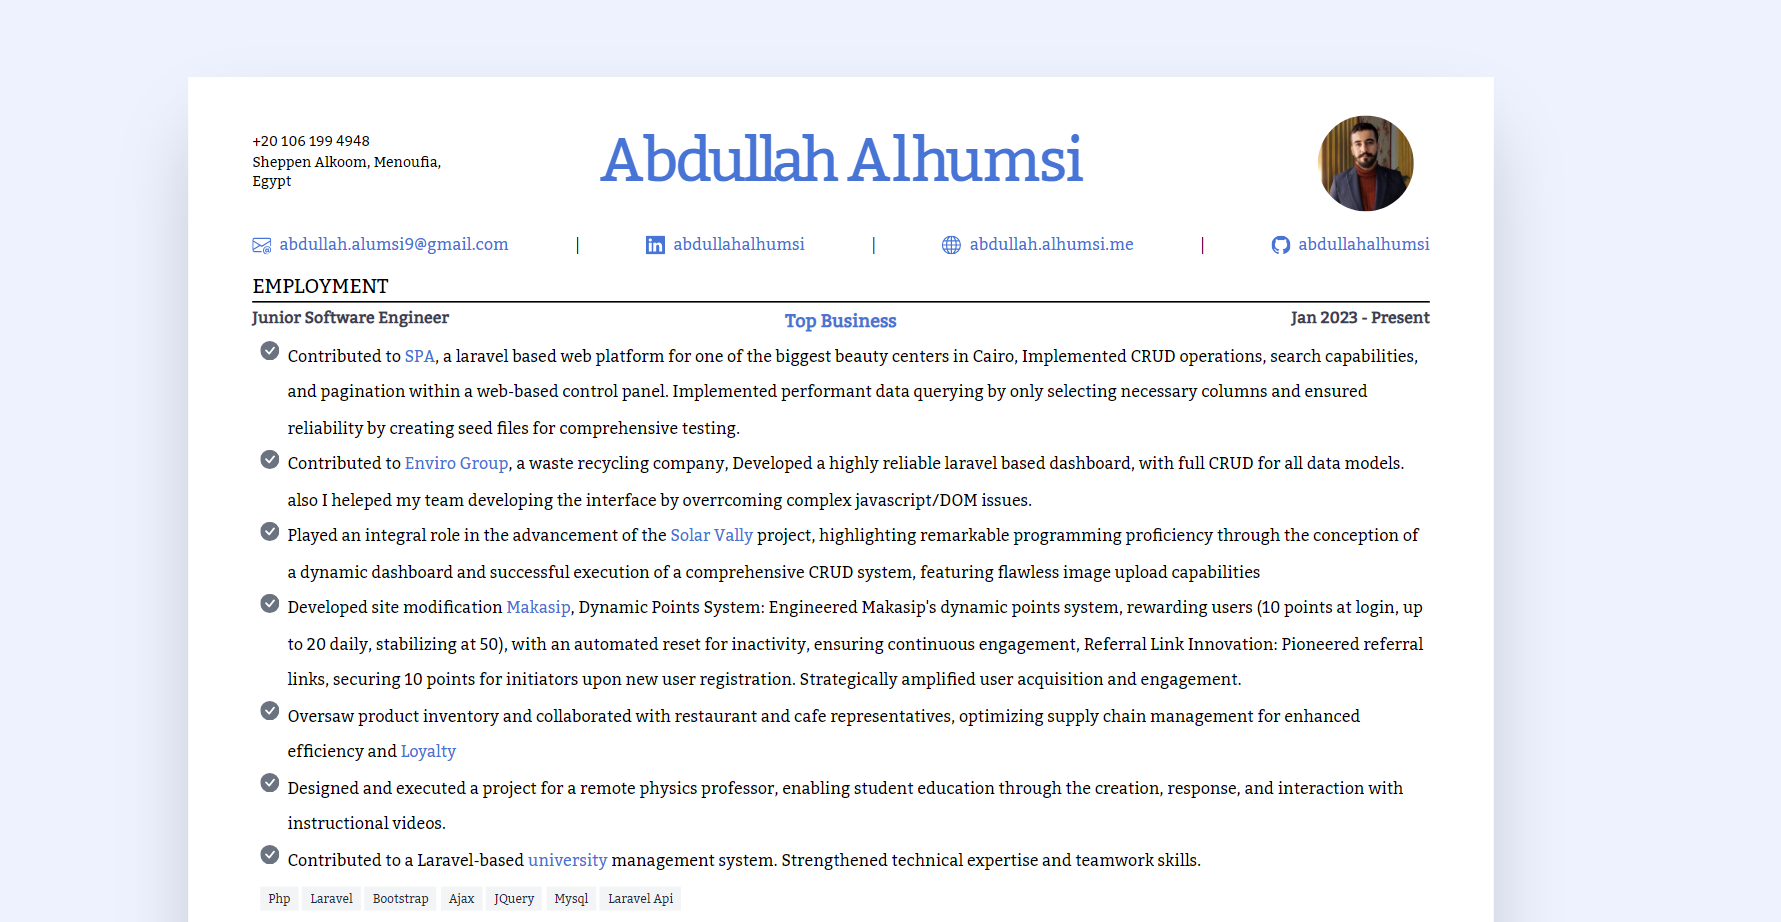 +20 106 199 4948
Sheppen Alkoom, Menoufia,
Egypt
Abdullah Alhumsi
abdullah.alumsi9@gmail.com | abdullahalhumsi | abdullah.alhumsi.me | abdullahalhumsi
EMPLOYMENT
Junior Software Engineer Top Business Jan 2023 - Present
Contributed to SPA, a laravel based web platform for one of the biggest beauty centers in Cairo, Implemented CRUD operations, search capabilities,
and pagination within a web-based control panel. Implemented performant data querying by only selecting necessary columns and ensured
reliability by creating seed files for comprehensive testing.
Contributed to Enviro Group, a waste recycling company, Developed a highly reliable laravel based dashboard, with full CRUD for all data models.
also I heleped my team developing the interface by overrcoming complex javascript/DOM issues.
Played an integral role in the advancement of the Solar Vally project, highlighting remarkable programming proficiency through the conception of
a dynamic dashboard and successful execution of a comprehensive CRUD system, featuring flawless image upload capabilities
Developed site modification Makasip, Dynamic Points System: Engineered Makasip's dynamic points system, rewarding users (10 points at login, up
to 20 daily, stabilizing at 50), with an automated reset for inactivity, ensuring continuous engagement, Referral Link Innovation: Pioneered referral
links, securing 10 points for initiators upon new user registration. Strategically amplified user acquisition and engagement.
Oversaw product inventory and collaborated with restaurant and cafe representatives, optimizing supply chain management for enhanced
efficiency and Loyalty
Designed and executed a project for a remote physics professor, enabling student education through the creation, response, and interaction with
instructional videos.
Contributed to a Laravel-based university management system. Strengthened technical expertise and teamwork skills.
Php Laravel Bootstrap Ajax JQuery Mysql Laravel Api